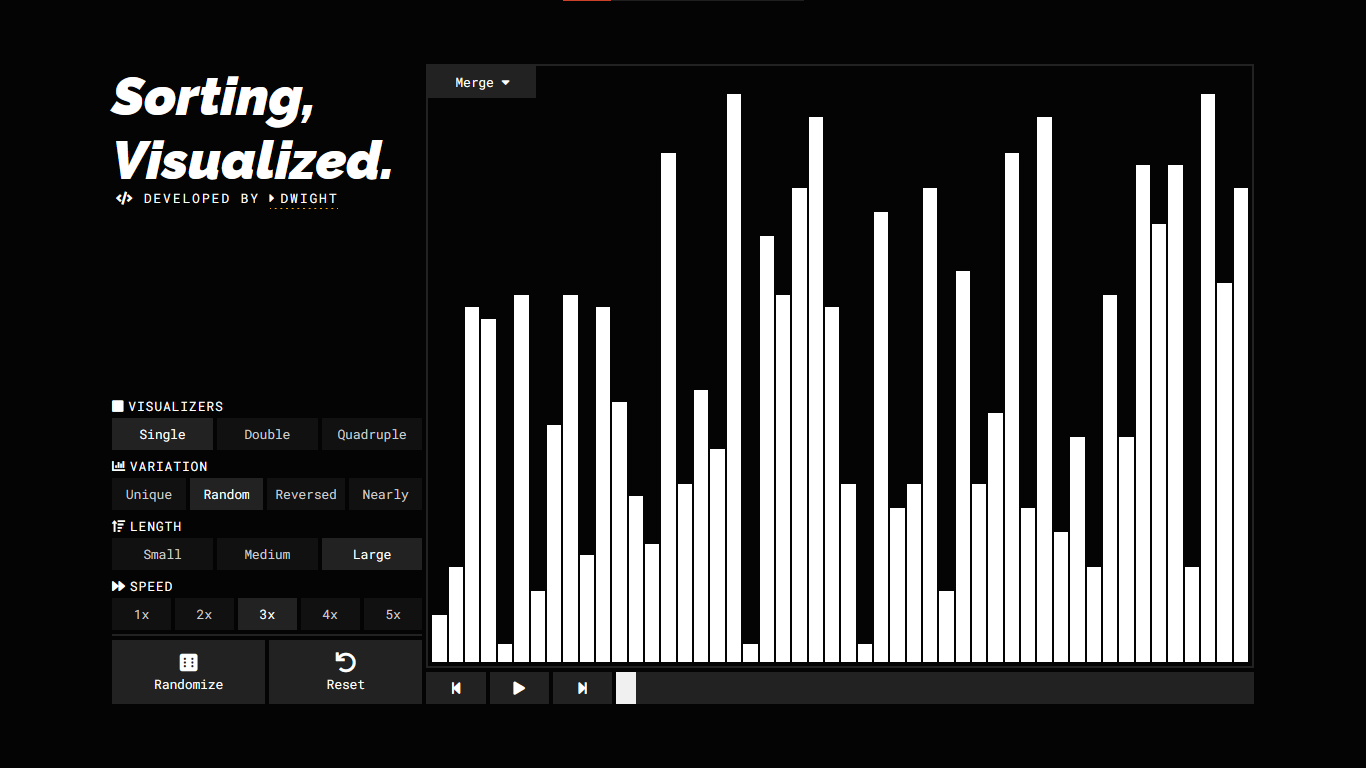 Sorting,
Visualized.
DEVELOPED BY DWIGHT
VISUALIZERS
Single Double Quadruple
VARIATION
Unique Random Reversed Nearly
LENGTH
Small Medium Large
SPEED
1x 2x 3x 4x 5x
Randomize Reset
Merge